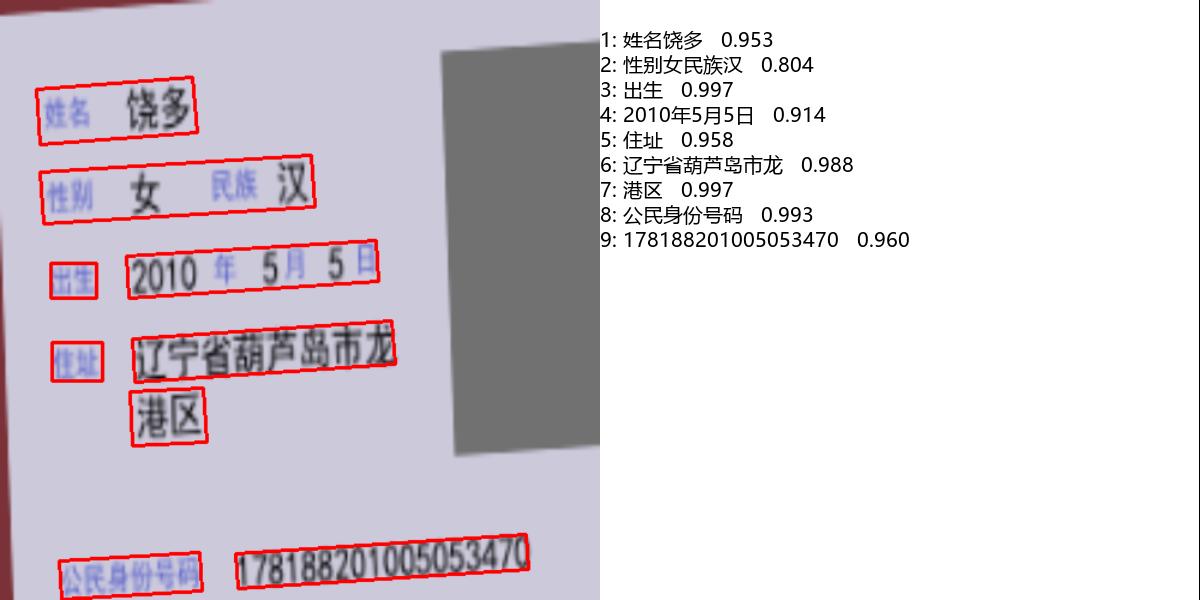 姓名 饶多
性别 女 民族 汉
出生 2010 年 5 月 5 日
住址 辽宁省葫芦岛市龙
港区
公民身份号码 178188201005053470
1: 姓名饶多 0.953
2: 性别女民族汉 0.804
3: 出生 0.997
4: 2010年5月5日 0.914
5: 住址 0.958
6: 辽宁省葫芦岛市龙 0.988
7: 港区 0.997
8: 公民身份号码 0.993
9: 178188201005053470 0.960